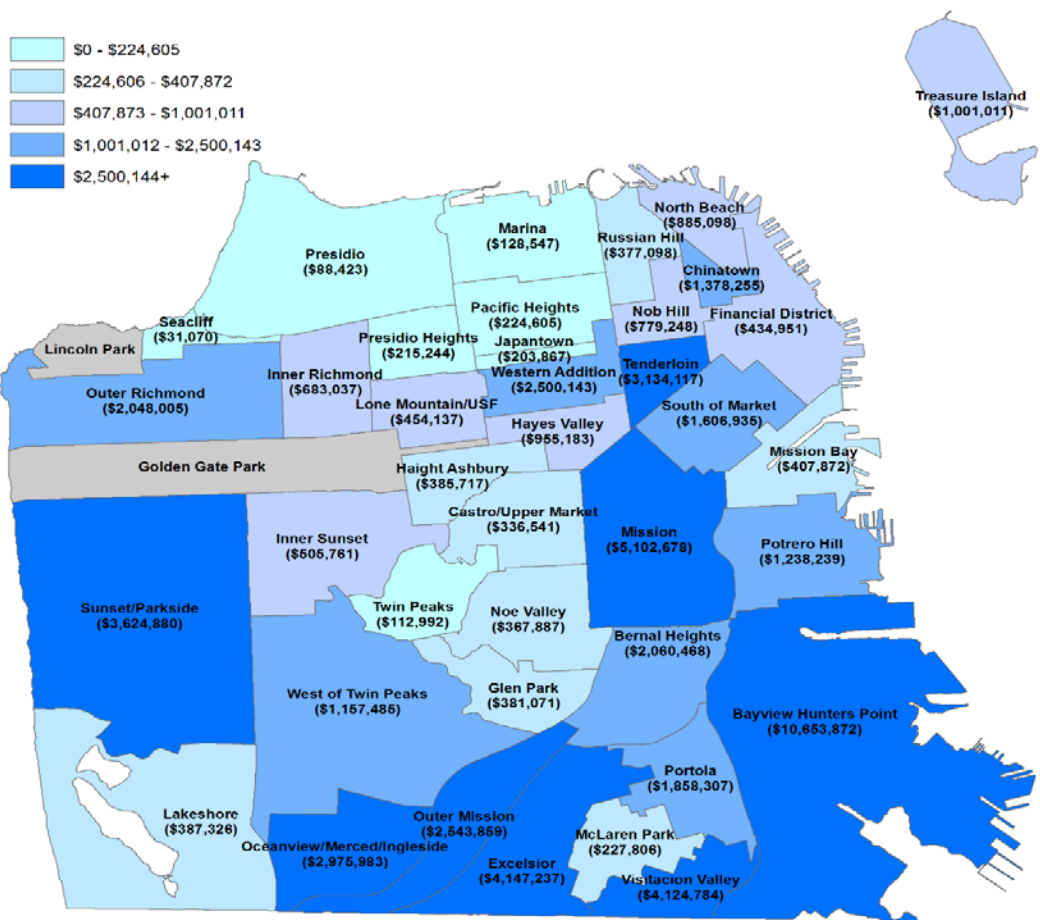 $0 - $224,605
$224,606 - $407,872
$407,873 - $1,001,011
$1,001,012 - $2,500,143
$2,500,144+
Treasure Island
($1,001,011)
North Beach
($885,098)
Marina
($128,547)
Russian Hill
($377,098)
Presidio
($88,423)
Chinatown
($1,378,255)
Pacific Heights
($224,605)
Nob Hill
($779,248)
Financial District
($434,951)
Seacliff
($31,070)
Presidio Heights
($215,244)
Japantown
($203,867)
Lincoln Park
Tenderloin
($3,134,117)
Inner Richmond
($683,037)
Western Addition
($2,500,143)
Outer Richmond
($2,048,005)
Lone Mountain/USF
($454,137)
South of Market
($1,606,935)
Hayes Valley
($955,183)
Mission Bay
($407,872)
Golden Gate Park
Haight Ashbury
($385,717)
Castro/Upper Market
($336,541)
Mission
($5,102,678)
Inner Sunset
($505,761)
Potrero Hill
($1,238,239)
Sunset/Parkside
($3,624,880)
Twin Peaks
($112,992)
Noe Valley
($367,887)
Bernal Heights
($2,060,468)
West of Twin Peaks
($1,157,485)
Glen Park
($381,071)
Bayview Hunters Point
($10,653,872)
Portola
($1,858,307)
Lakeshore
($387,326)
Outer Mission
($2,543,859)
McLaren Park
($227,806)
Oceanview/Merced/Ingleside
($2,975,983)
Excelsior
($4,147,237)
Visitacion Valley
($4,124,784)